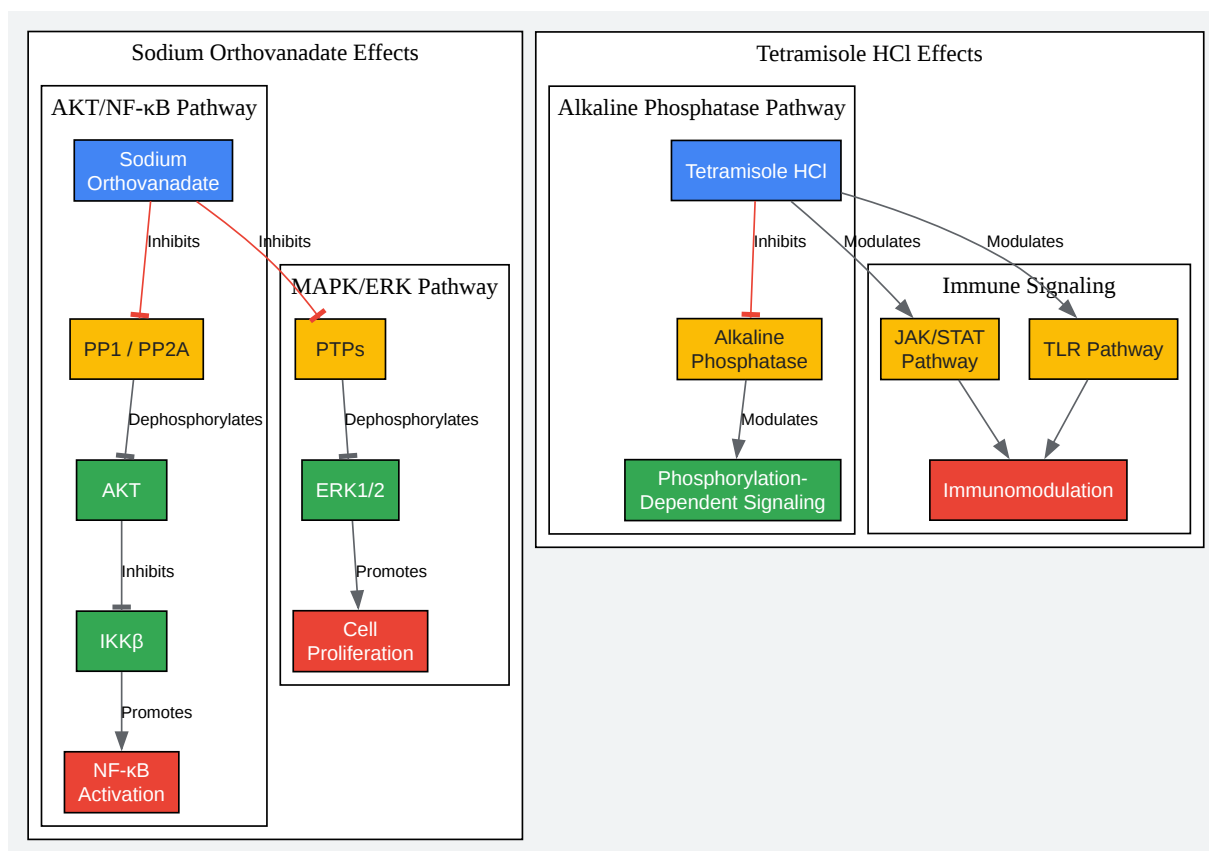 Sodium Orthovanadate Effects
AKT/NF-κB Pathway
Sodium
Orthovanadate
Inhibits
Inhibits
MAPK/ERK Pathway
PP1 / PP2A
PTPs
Dephosphorylates
Dephosphorylates
AKT
ERK1/2
Inhibits
Promotes
IKKβ
Cell
Proliferation
Promotes
NF-κB
Activation
Tetramisole HCl Effects
Alkaline Phosphatase Pathway
Tetramisole HCl
Inhibits
Modulates
Modulates
Immune Signaling
Alkaline
Phosphatase
JAK/STAT
Pathway
TLR Pathway
Modulates
Phosphorylation-
Dependent Signaling
Immunomodulation